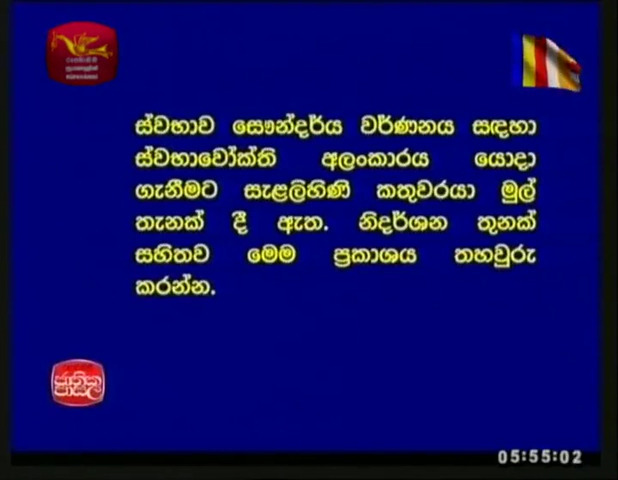 ස්වභාව සෞන්දර්ය වර්ණනය සඳහා
ස්වභාවෝක්ති අලංකාරය යොදා
ගැනීමට සැළලිහිණි කතුවරයා මුල්
තැනක් දී ඇත. නිදර්ශන තුනක්
සහිතව මෙම ප්‍රකාශය තහවුරු
කරන්න.
ජාතික
පාසල
05:55:02